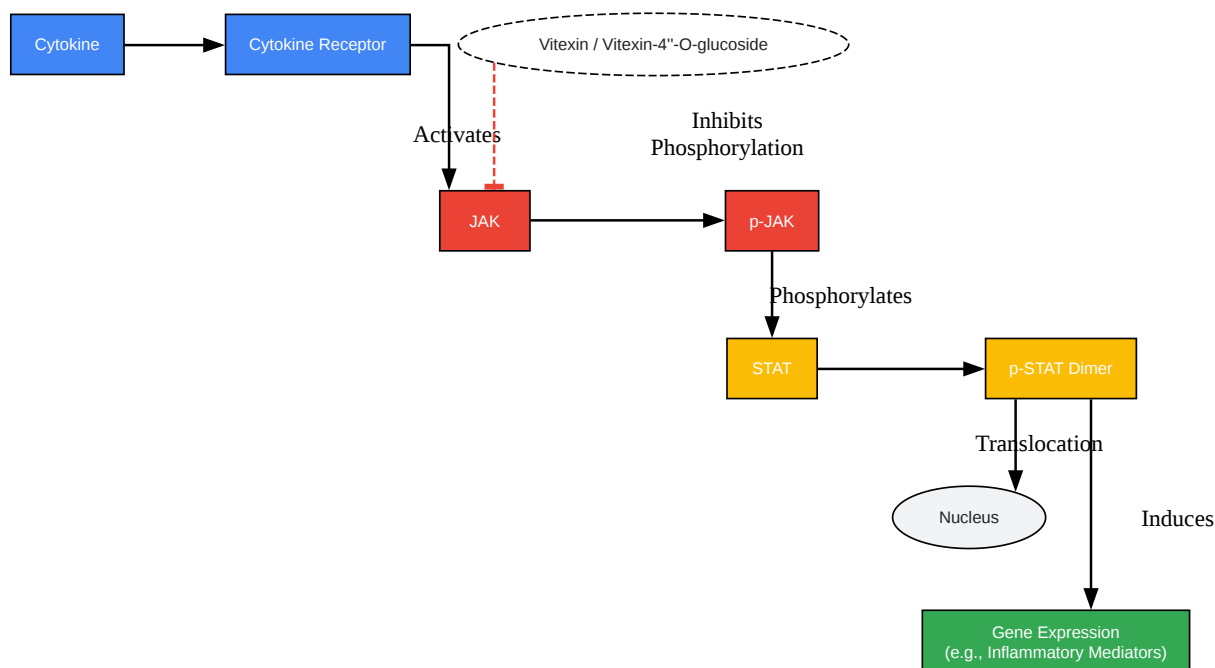 Cytokine
Cytokine Receptor
Vitexin / Vitexin-4"-O-glucoside
Activates
Inhibits
Phosphorylation
JAK
p-JAK
Phosphorylates
STAT
p-STAT Dimer
Translocation
Nucleus
Induces
Gene Expression
(e.g., Inflammatory Mediators)